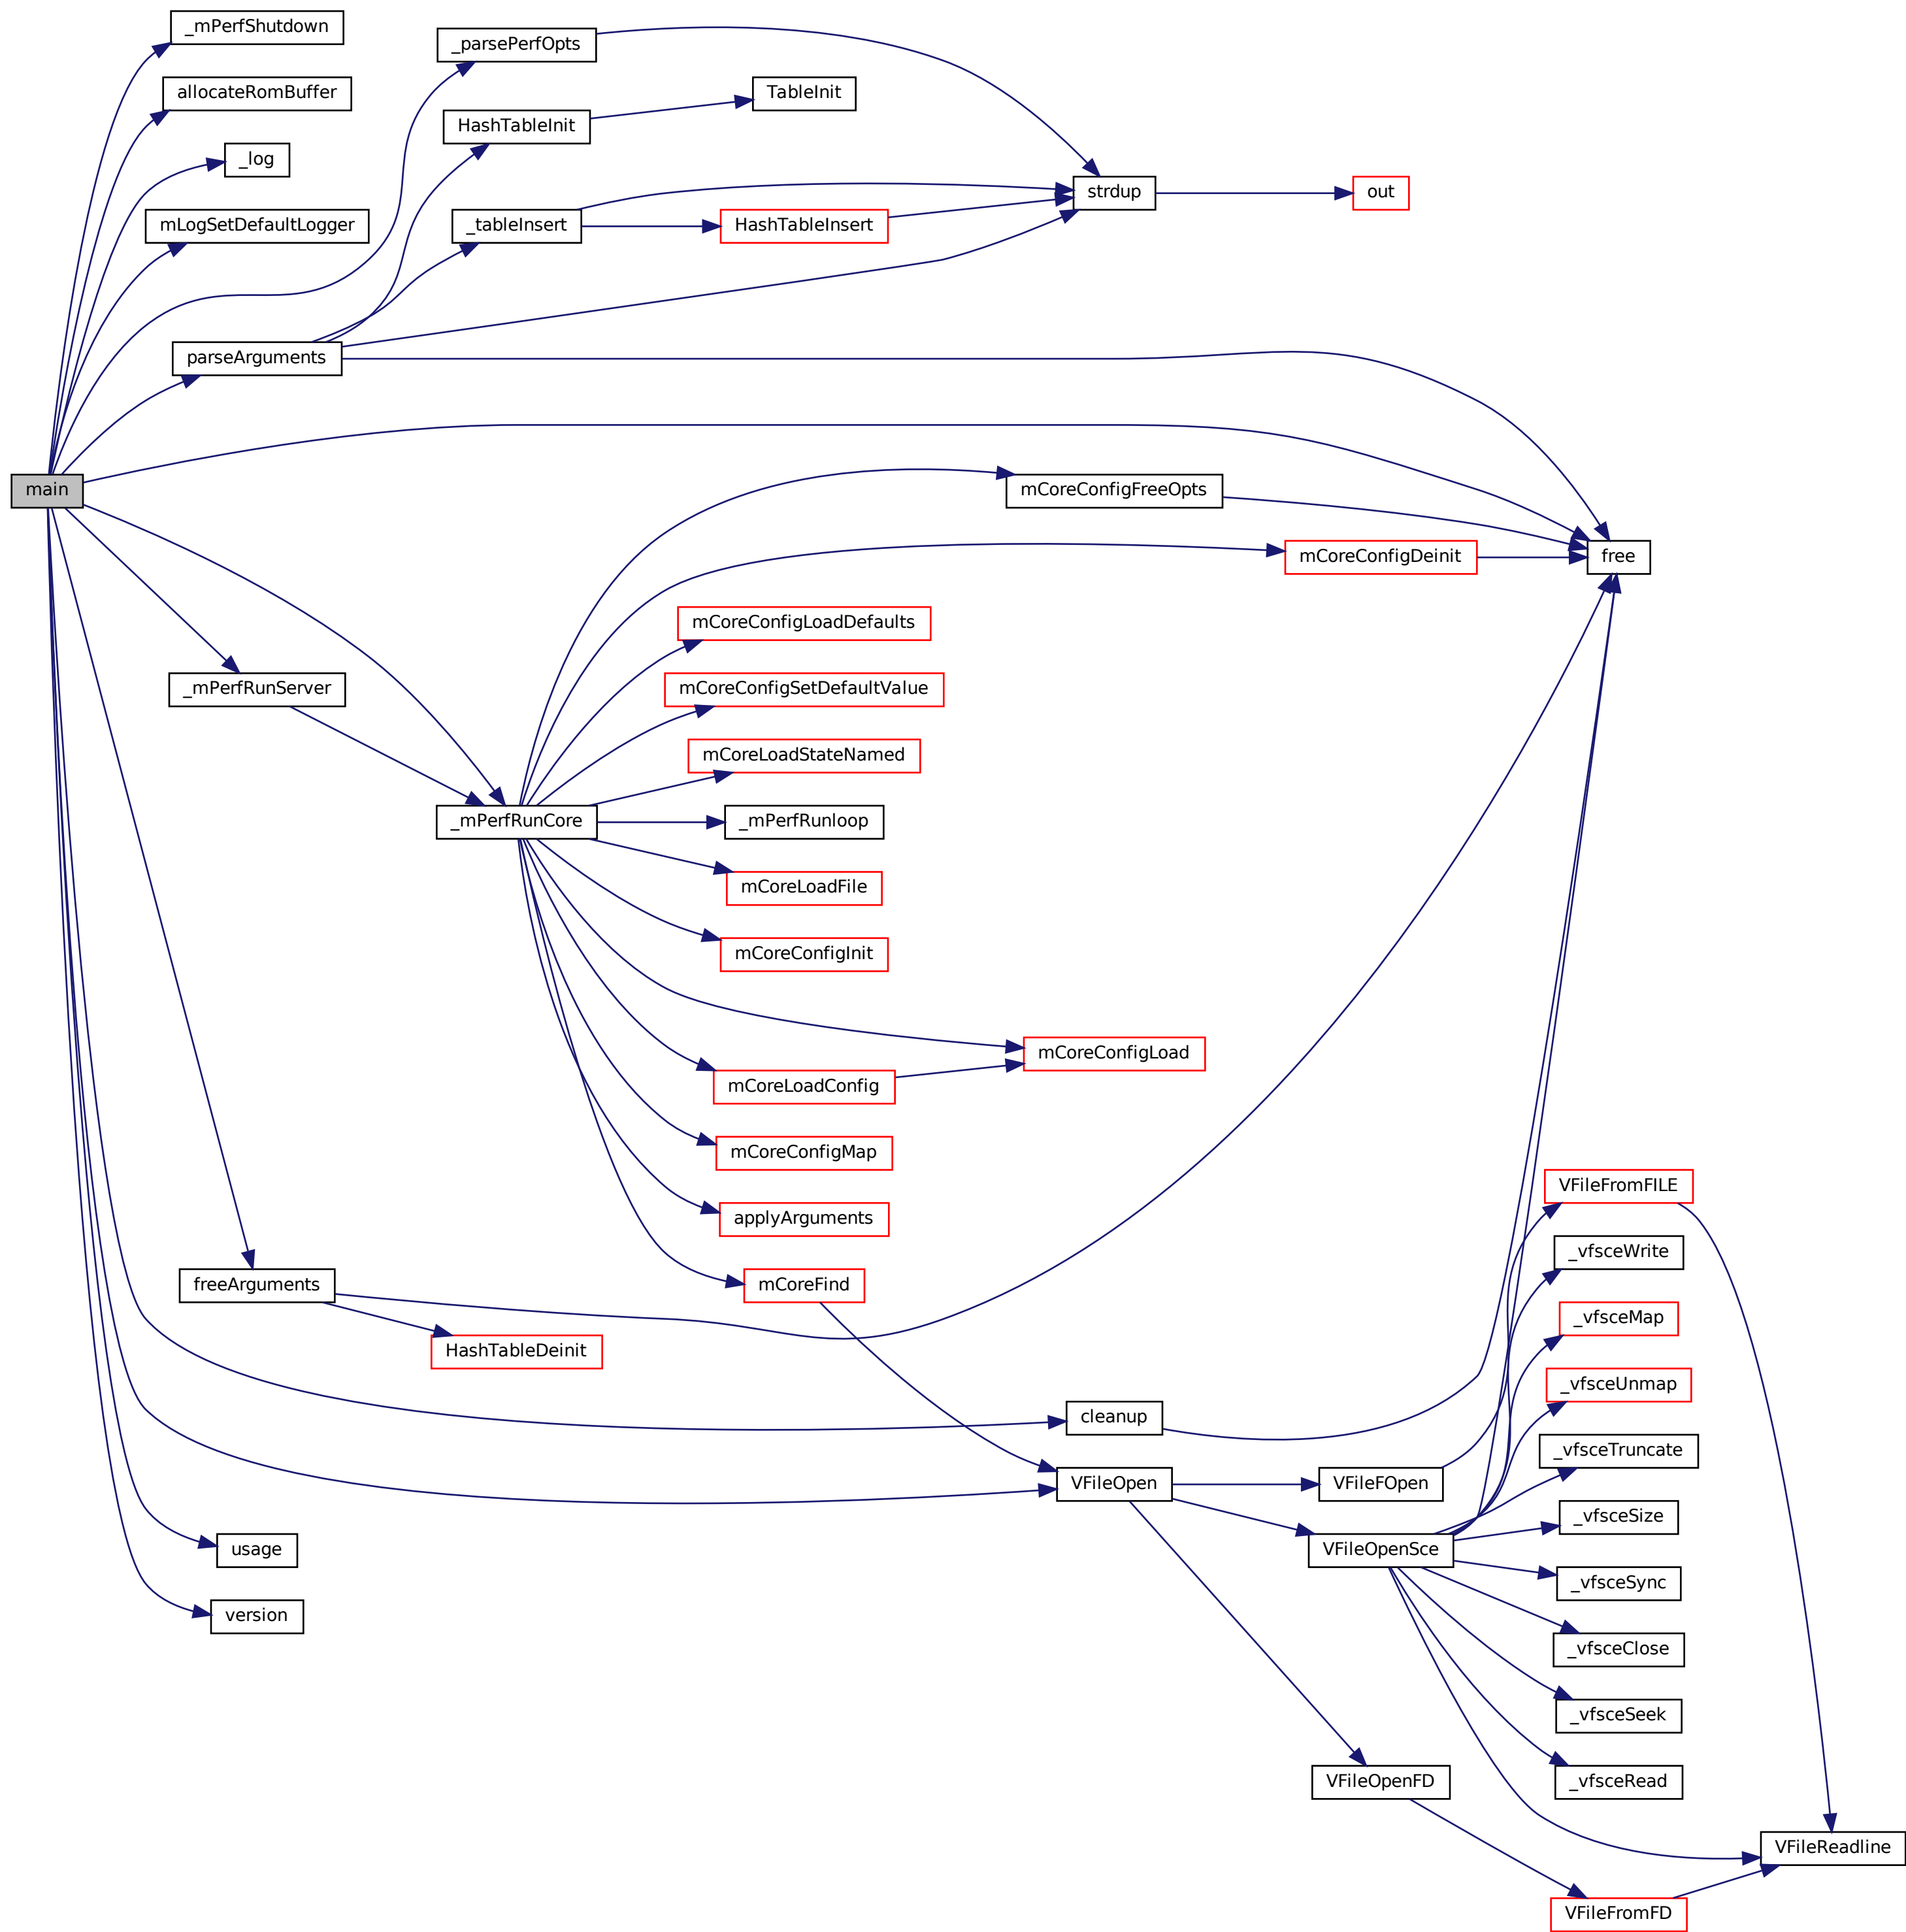 _mPerfShutdown
_parsePerfOpts
allocateRomBuffer
TableInit
HashTableInit
_log
strdup
out
mLogSetDefaultLogger
_tableInsert
HashTableInsert
parseArguments
main
mCoreConfigFreeOpts
mCoreConfigDeinit
free
mCoreConfigLoadDefaults
_mPerfRunServer
mCoreConfigSetDefaultValue
mCoreLoadStateNamed
_mPerfRunCore
_mPerfRunloop
mCoreLoadFile
mCoreConfigInit
mCoreConfigLoad
mCoreLoadConfig
mCoreConfigMap
VFileFromFILE
applyArguments
_vfsceWrite
freeArguments
mCoreFind
_vfsceMap
HashTableDeinit
_vfsceUnmap
cleanup
_vfsceTruncate
VFileOpen
VFileFOpen
_vfsceSize
usage
VFileOpenSce
_vfsceSync
version
_vfsceClose
_vfsceSeek
VFileOpenFD
_vfsceRead
VFileReadline
VFileFromFD